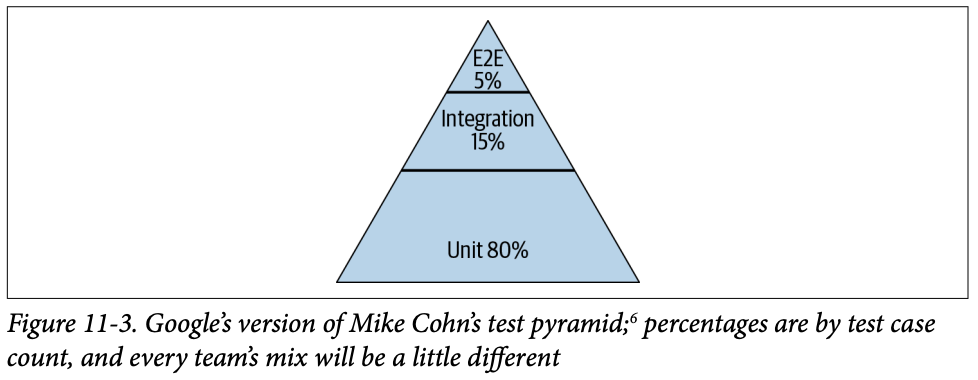 E2E
5%
Integration
15%
Unit 80%
Figure 11-3. Google’s version of Mike Cohn’s test pyramid;⁶ percentages are by test case
count, and every team’s mix will be a little different